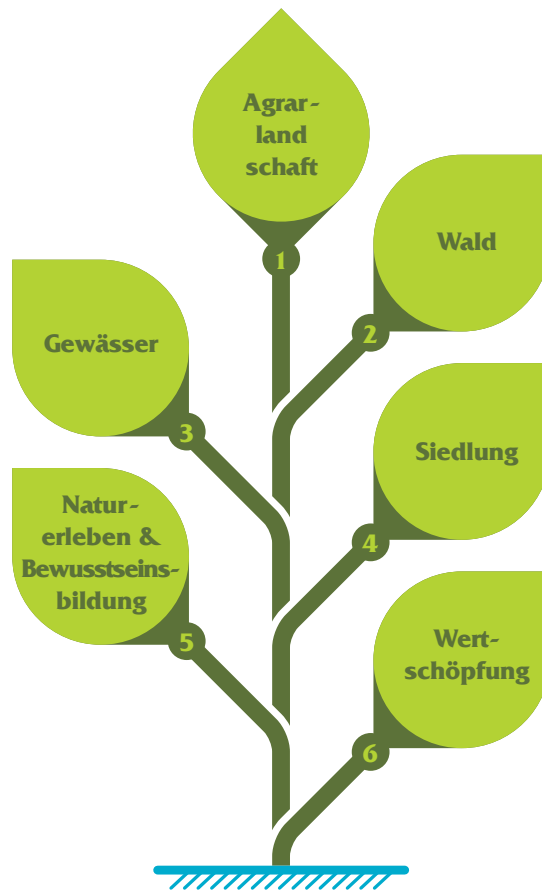 Agrar-
land
schaft
1
Wald
2
Gewässer
3
Siedlung
4
Natur-
erleben &
Bewusstseins-
bildung
5
Wert-
schöpfung
6